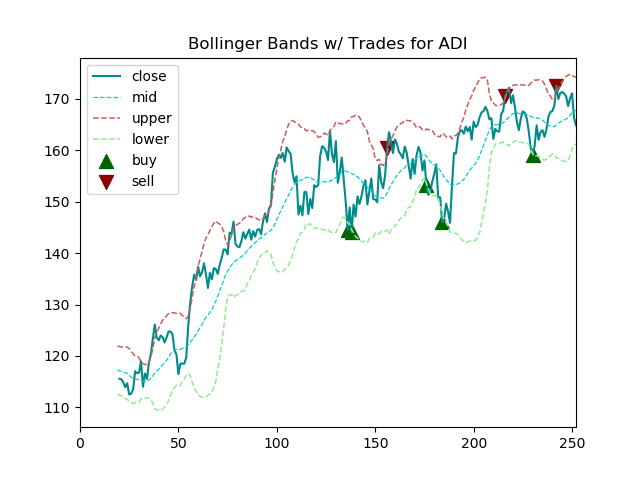 Bollinger Bands w/ Trades for ADI
close
mid
upper
lower
buy
sell
170
160
150
140
130
120
110
0 50 100 150 200 250